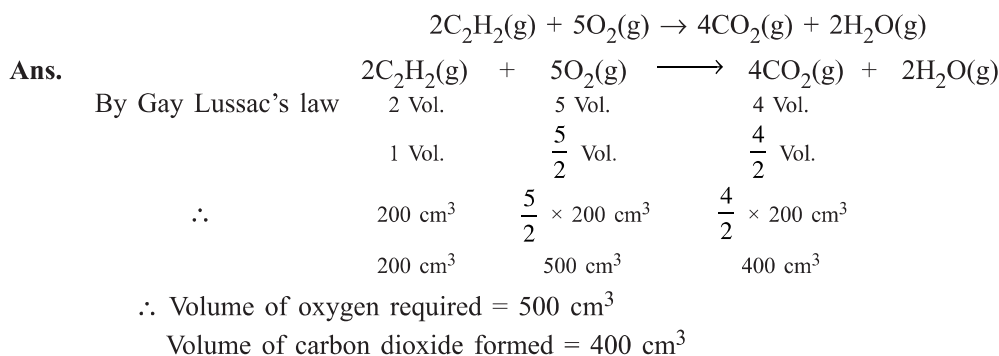 2C₂H₂(g) + 5O₂(g) → 4CO₂(g) + 2H₂O(g)
Ans. 2C₂H₂(g) + 5O₂(g) ⟶ 4CO₂(g) + 2H₂O(g)
By Gay Lussac's law 2 Vol. 5 Vol. 4 Vol.
1 Vol. 5/2 Vol. 4/2 Vol.
∴ 200 cm³ 5/2 × 200 cm³ 4/2 × 200 cm³
200 cm³ 500 cm³ 400 cm³
∴ Volume of oxygen required = 500 cm³
Volume of carbon dioxide formed = 400 cm³